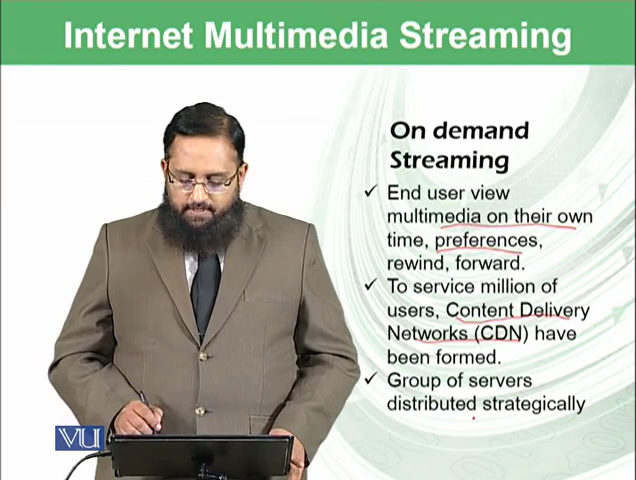 Internet Multimedia Streaming
On demand
Streaming
✓ End user view
multimedia on their own
time, preferences,
rewind, forward.
✓ To service million of
users, Content Delivery
Networks (CDN) have
been formed.
✓ Group of servers
distributed strategically
VU